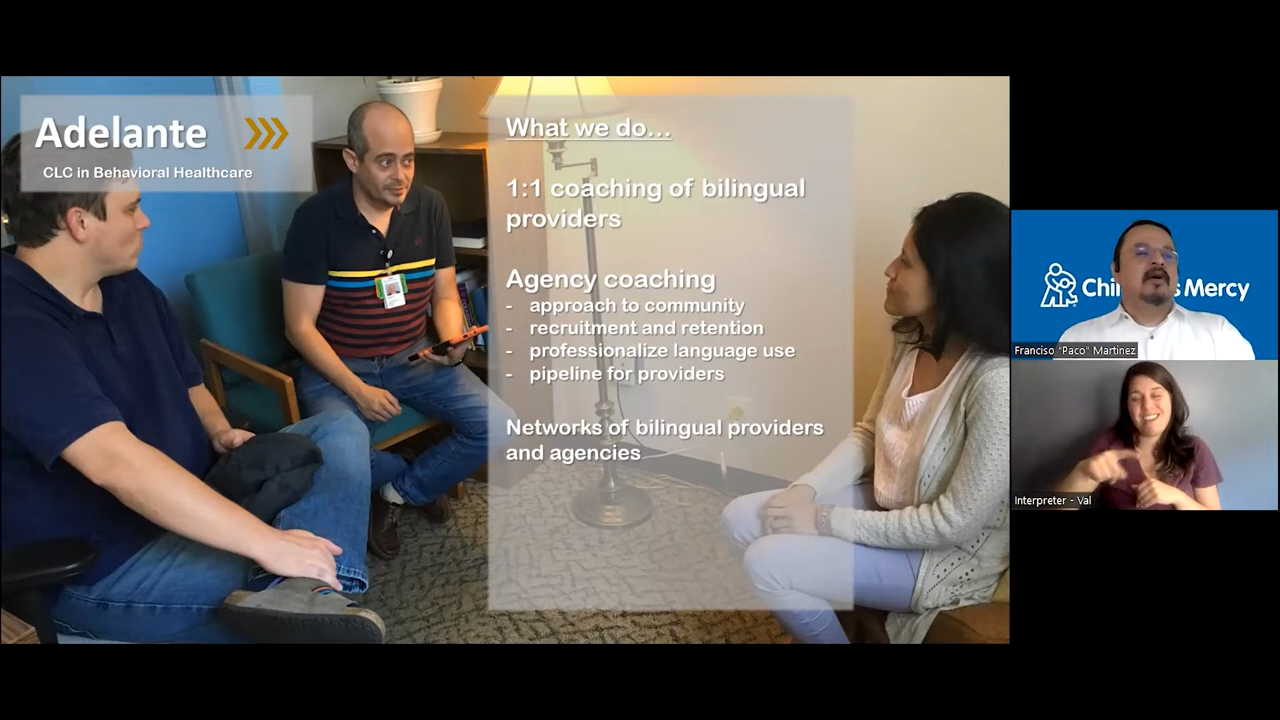 Adelante
CLC in Behavioral Healthcare
What we do...
1:1 coaching of bilingual
providers
Agency coaching
- approach to community
- recruitment and retention
- professionalize language use
- pipeline for providers
Networks of bilingual providers
and agencies
Mercy
Franciso "Paco" Martinez
Interpreter - Val